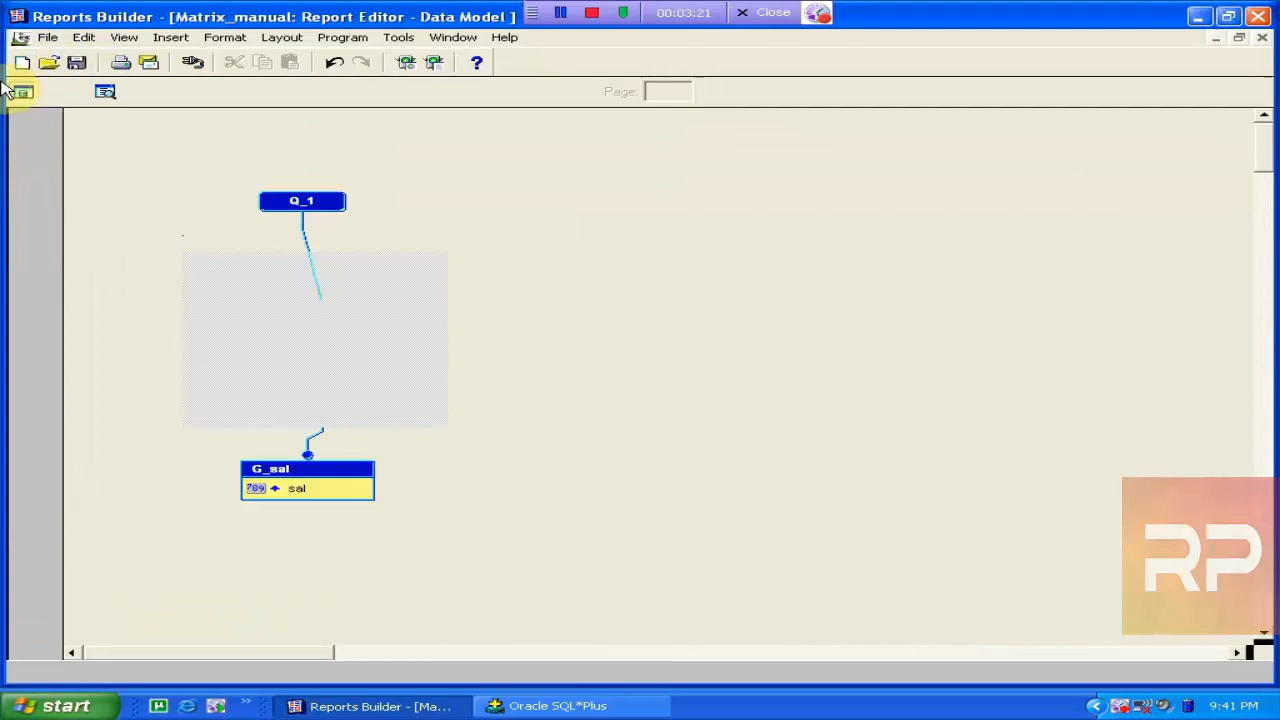 Reports Builder - [Matrix_manual: Report Editor - Data Model ]
00:03:21
Close
File Edit View Insert Format Layout Program Tools Window Help
Page:
Q_1
G_sal
789 sal
RP
start
Reports Builder - [Ma...
Oracle SQL*Plus
9:41 PM